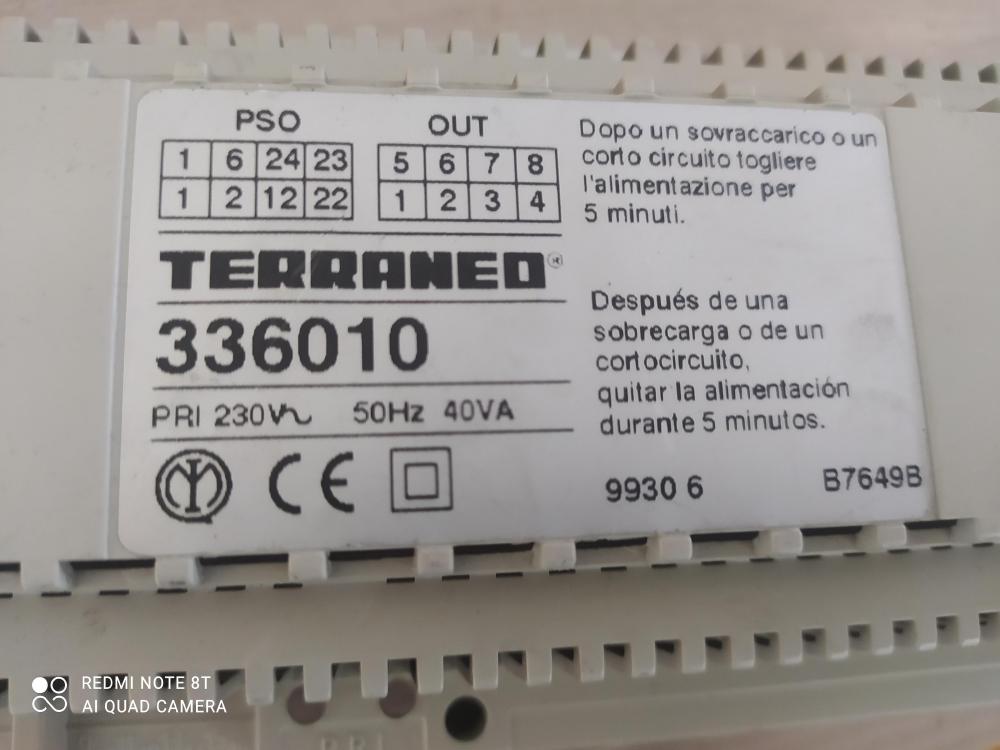 PSO
1 6 24 23
1 2 12 22
OUT
5 6 7 8
1 2 3 4
TERRANEO ®
336010
PRI 230V 50Hz 40VA
CE
Dopo un sovraccarico o un
corto circuito togliere
l'alimentazione per
5 minuti.
Después de una
sobrecarga o de un
cortocircuito,
quitar la alimentación
durante 5 minutos.
9930 6
B7649B
REDMI NOTE 8T
AI QUAD CAMERA